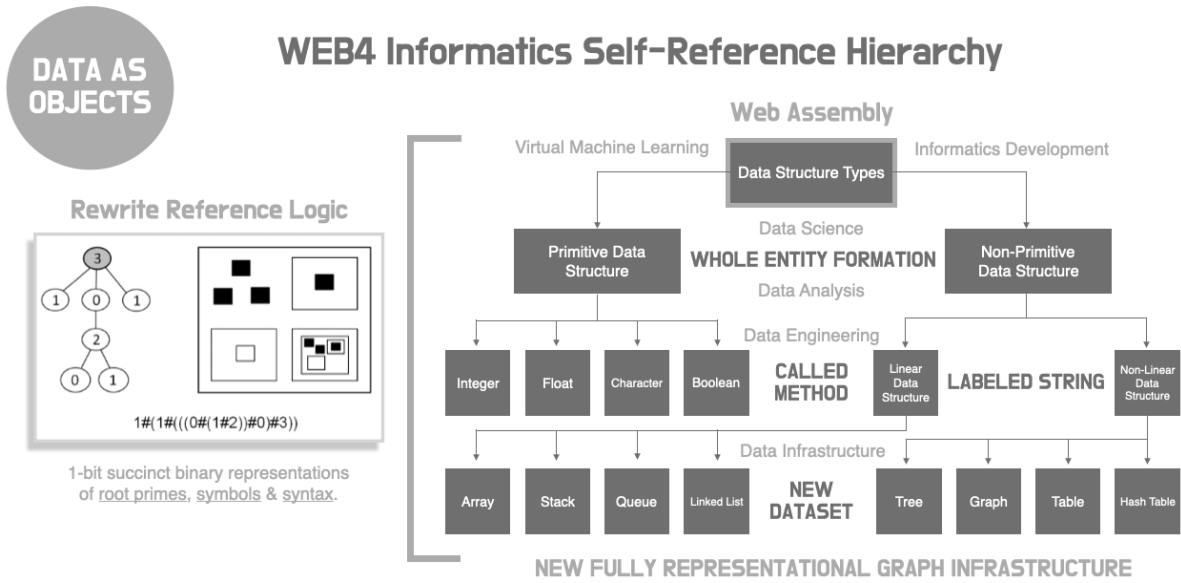 DATA AS
OBJECTS
WEB4 Informatics Self-Reference Hierarchy
Rewrite Reference Logic
3
1
0
1
2
0
1
1#(1#(((0#(1#2))#0)#3))
1-bit succinct binary representations
of root primes, symbols & syntax.
Web Assembly
Virtual Machine Learning
Data Structure Types
Informatics Development
Data Science
Primitive Data
Structure
WHOLE ENTITY FORMATION
Non-Primitive
Data Structure
Data Analysis
Data Engineering
Integer
Float
Character
Boolean
CALLED
METHOD
Linear
Data
Structure
LABELED STRING
Non-Linear
Data
Structure
Data Infrastructure
Array
Stack
Queue
Linked List
NEW
DATASET
Tree
Graph
Table
Hash Table
NEW FULLY REPRESENTATIONAL GRAPH INFRASTRUCTURE